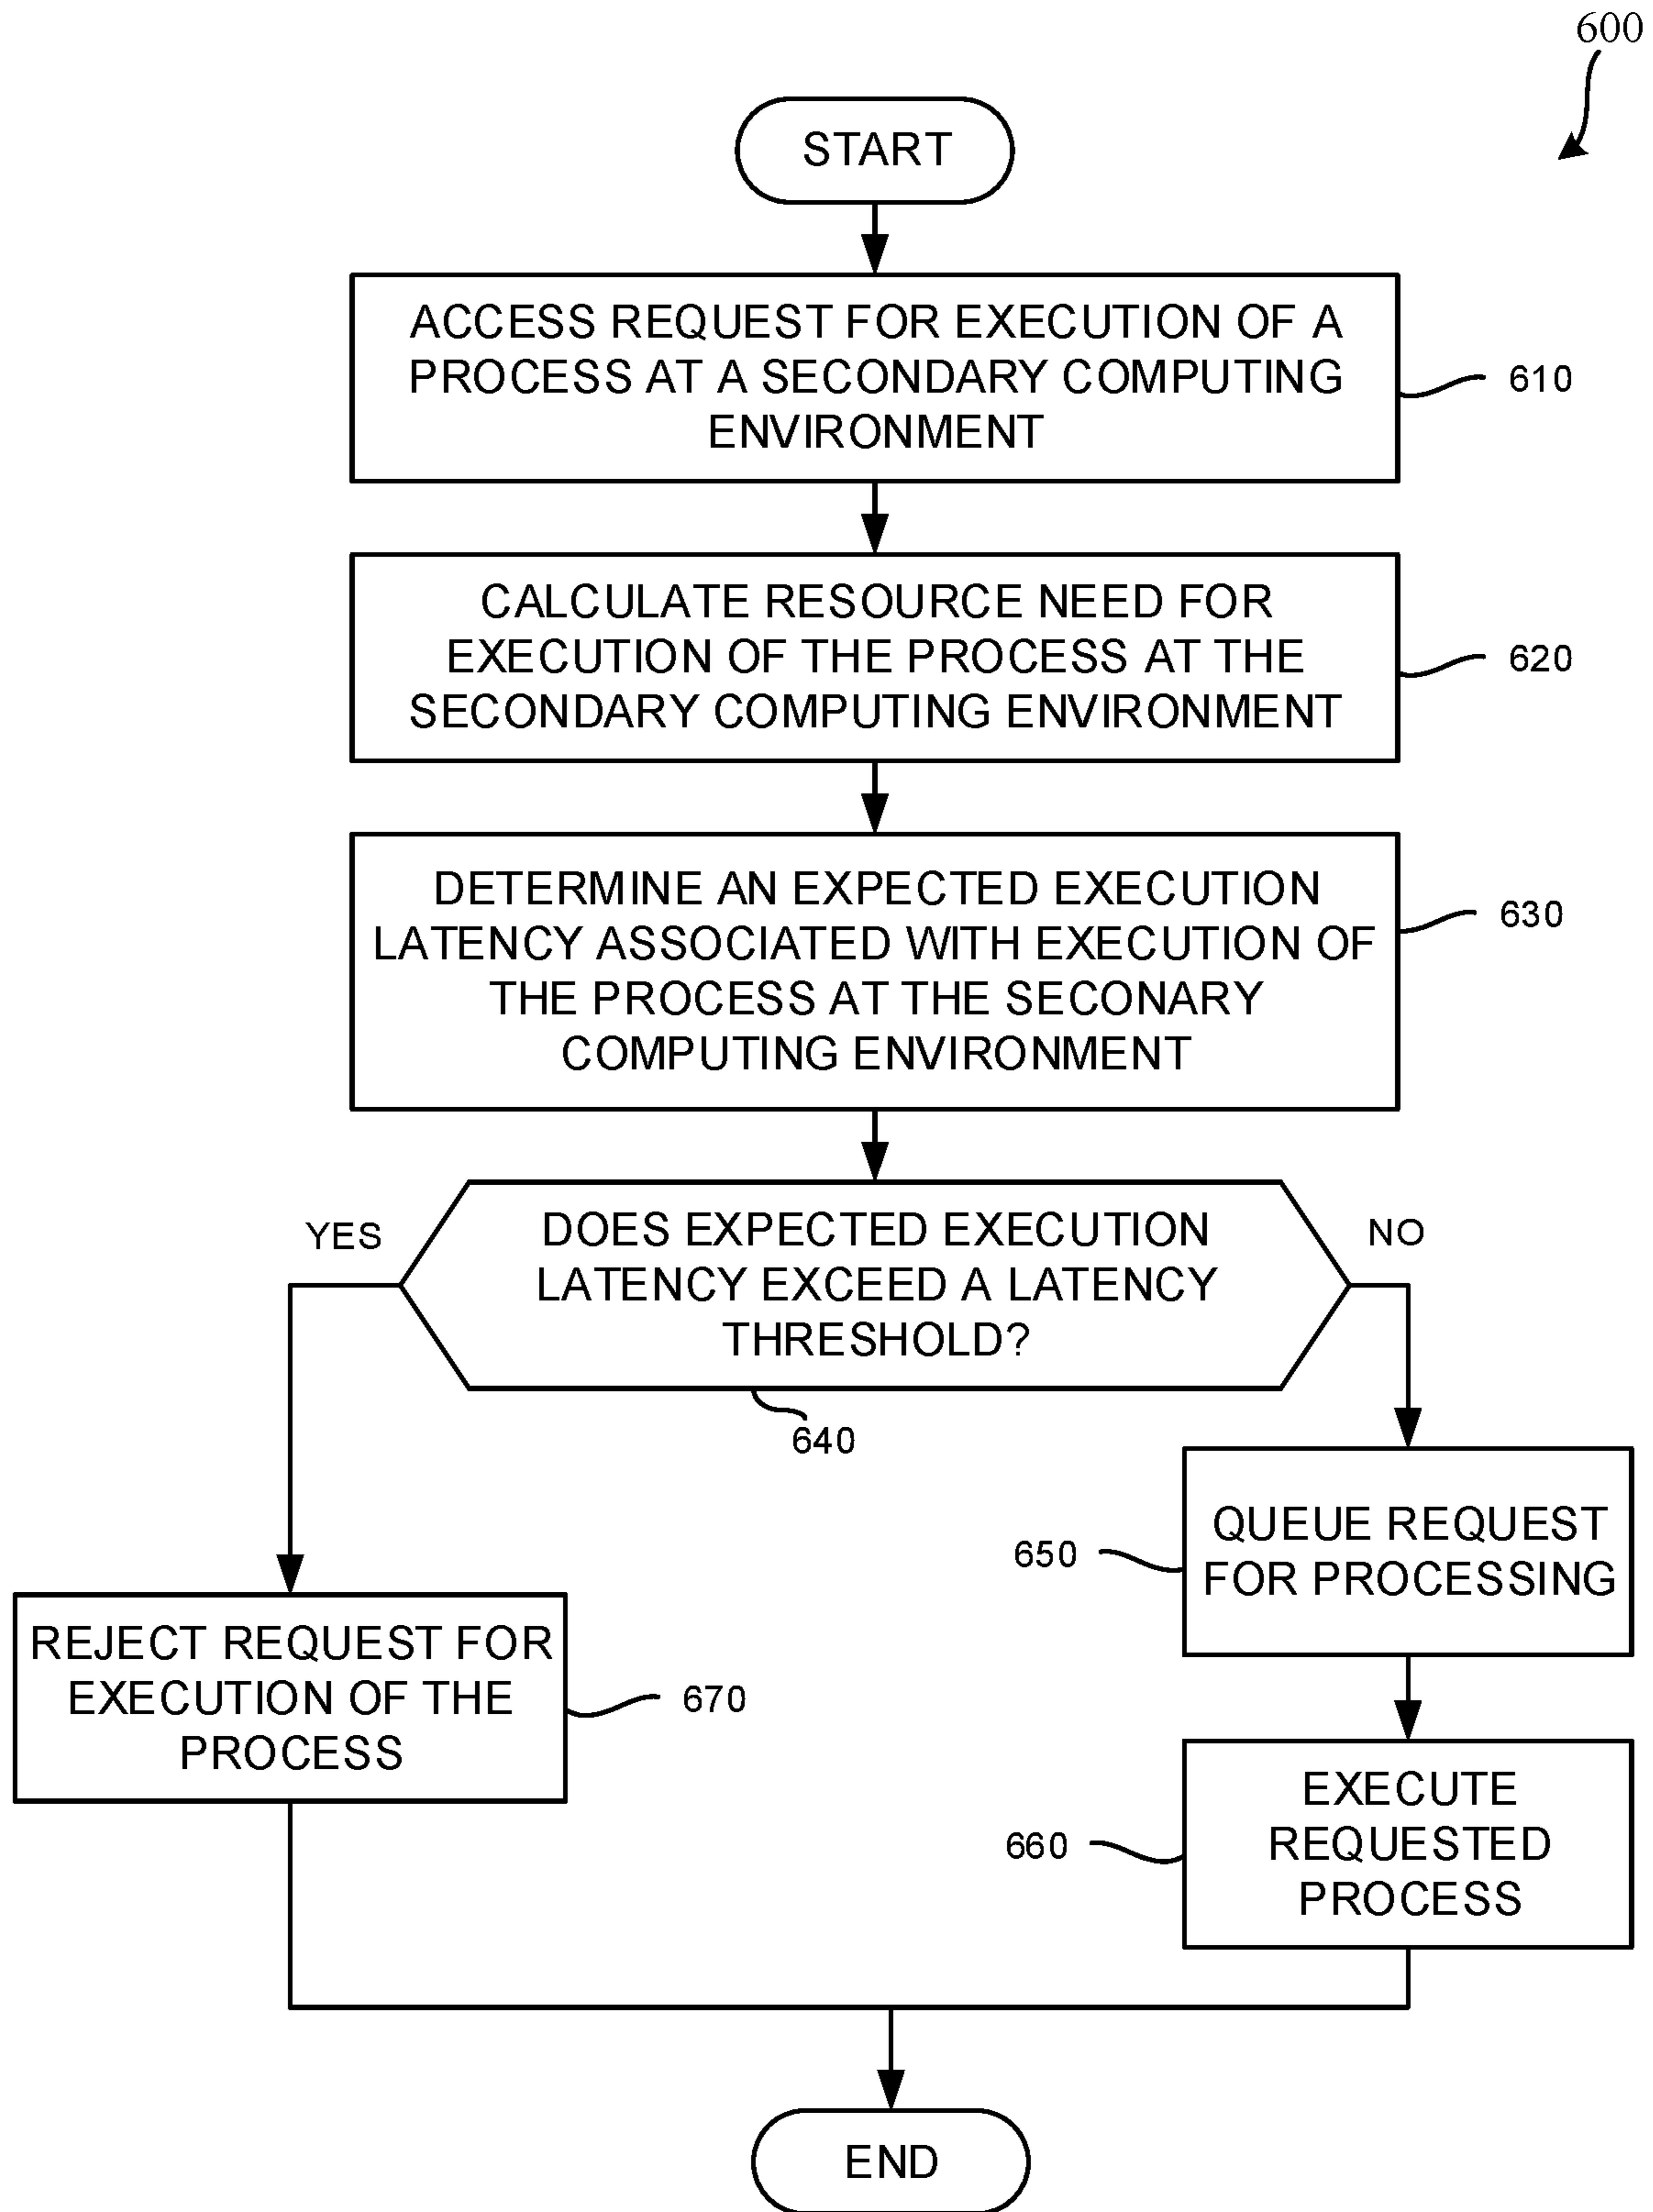 600
START
ACCESS REQUEST FOR EXECUTION OF A
PROCESS AT A SECONDARY COMPUTING
ENVIRONMENT
610
CALCULATE RESOURCE NEED FOR
EXECUTION OF THE PROCESS AT THE
SECONDARY COMPUTING ENVIRONMENT
620
DETERMINE AN EXPECTED EXECUTION
LATENCY ASSOCIATED WITH EXECUTION OF
THE PROCESS AT THE SECONARY
COMPUTING ENVIRONMENT
630
YES
DOES EXPECTED EXECUTION
LATENCY EXCEED A LATENCY
THRESHOLD?
NO
640
QUEUE REQUEST
FOR PROCESSING
650
REJECT REQUEST FOR
EXECUTION OF THE
PROCESS
670
EXECUTE
REQUESTED
PROCESS
660
END